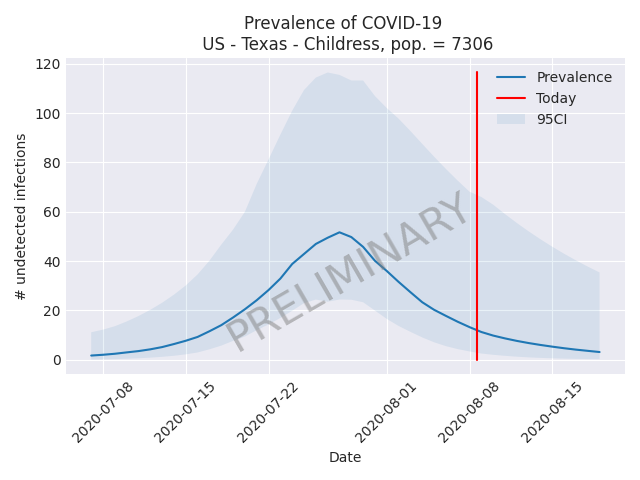 Prevalence of COVID-19
US - Texas - Childress, pop. = 7306
120
100
80
60
40
20
0
# undetected infections
Prevalence
Today
95CI
PRELIMINARY
2020-07-08
2020-07-15
2020-07-22
2020-08-01
2020-08-08
2020-08-15
Date